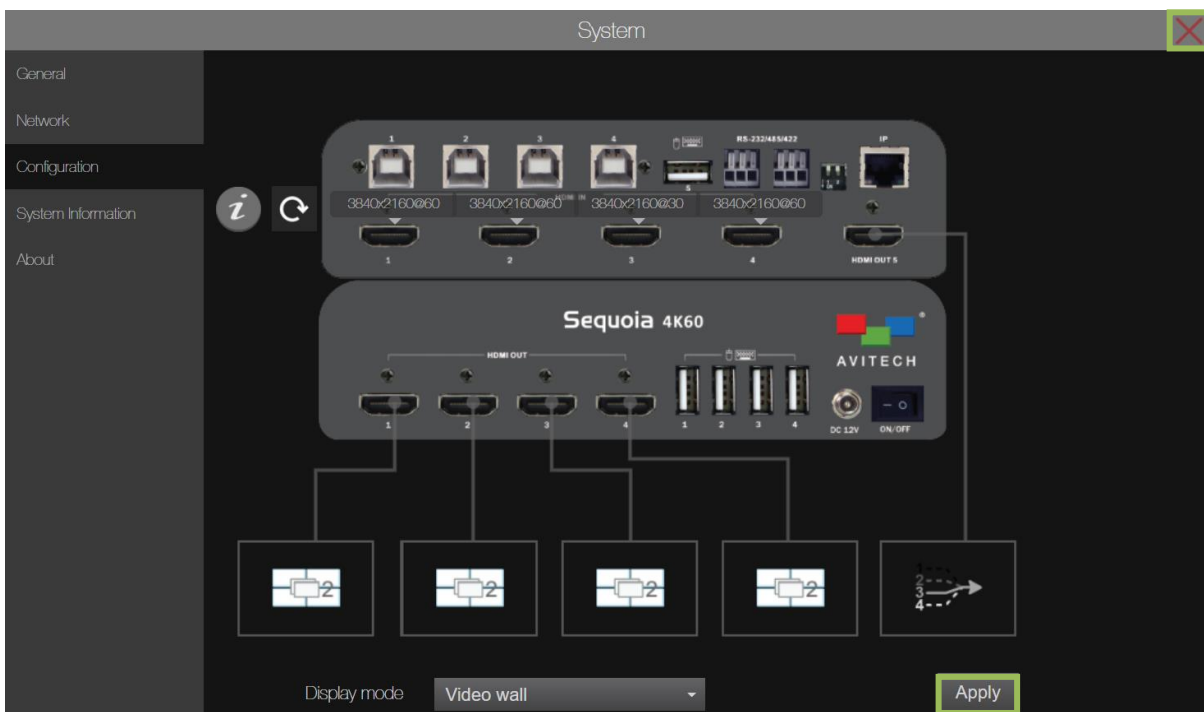 System
General
Network
Configuration
System Information
About
1 2 3 4 RS-232/485/422 IP
5
HDMI IN
3840x2160@60 3840x2160@60 3840x2160@30 3840x2160@60
1 2 3 4 HDMI OUT 5
Sequoia 4K60
HDMI OUT
AVITECH
1 2 3 4 1 2 3 4 DC 12V ON/OFF
2 2 2 2
1
2
3
4
Display mode Video wall Apply